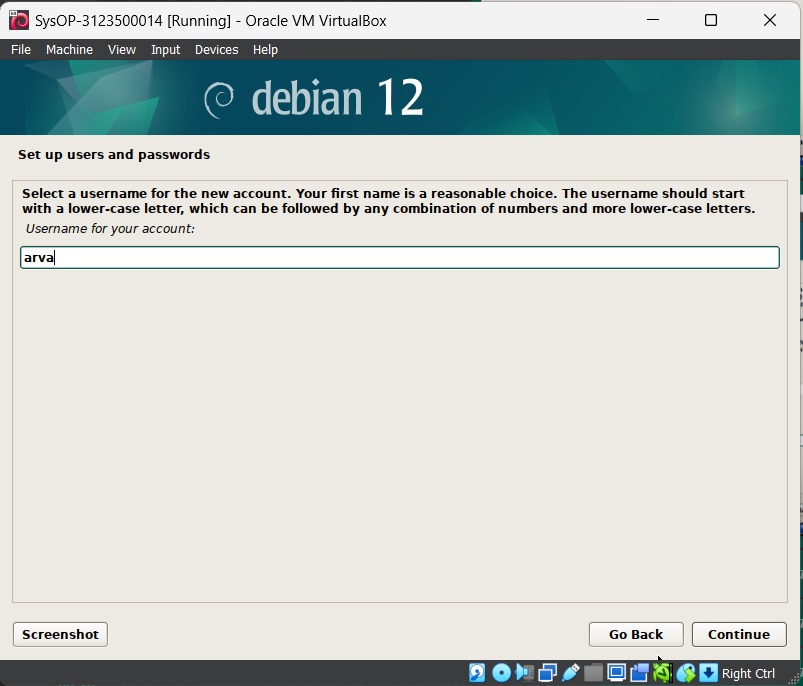 SysOP-3123500014 [Running] - Oracle VM VirtualBox
File Machine View Input Devices Help
debian 12
Set up users and passwords
Select a username for the new account. Your first name is a reasonable choice. The username should start
with a lower-case letter, which can be followed by any combination of numbers and more lower-case letters.
Username for your account:
arva
Screenshot Go Back Continue
Right Ctrl